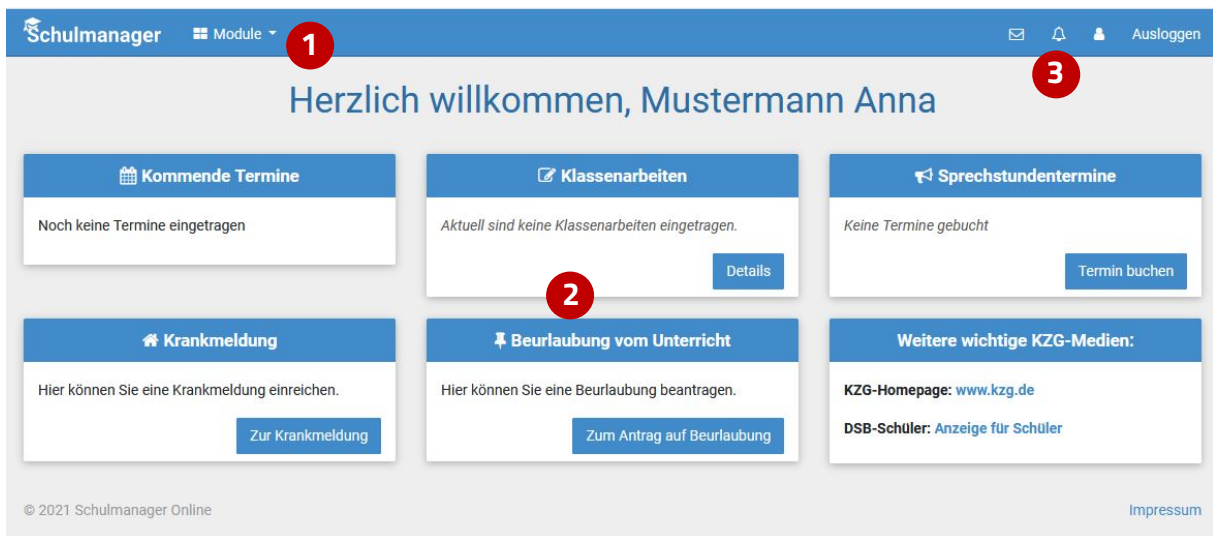 Schulmanager Module Ausloggen
1
3
Herzlich willkommen, Mustermann Anna
Kommende Termine
Noch keine Termine eingetragen
Klassenarbeiten
Aktuell sind keine Klassenarbeiten eingetragen.
Details
Sprechstundentermine
Keine Termine gebucht
Termin buchen
2
Krankmeldung
Hier können Sie eine Krankmeldung einreichen.
Zur Krankmeldung
Beurlaubung vom Unterricht
Hier können Sie eine Beurlaubung beantragen.
Zum Antrag auf Beurlaubung
Weitere wichtige KZG-Medien:
KZG-Homepage: www.kzg.de
DSB-Schüler: Anzeige für Schüler
© 2021 Schulmanager Online
Impressum